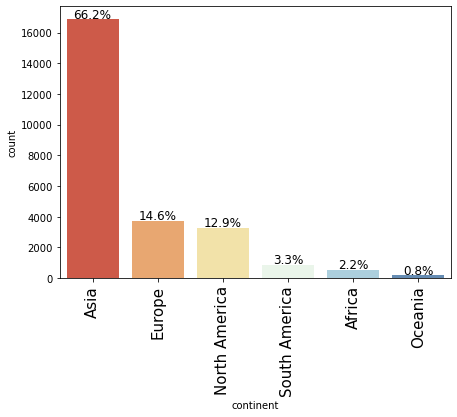 66.2%
16000
14000
12000
10000
8000
6000
4000
2000
0
count
14.6%
12.9%
3.3%
2.2%
0.8%
Asia
Europe
North America
South America
Africa
Oceania
continent